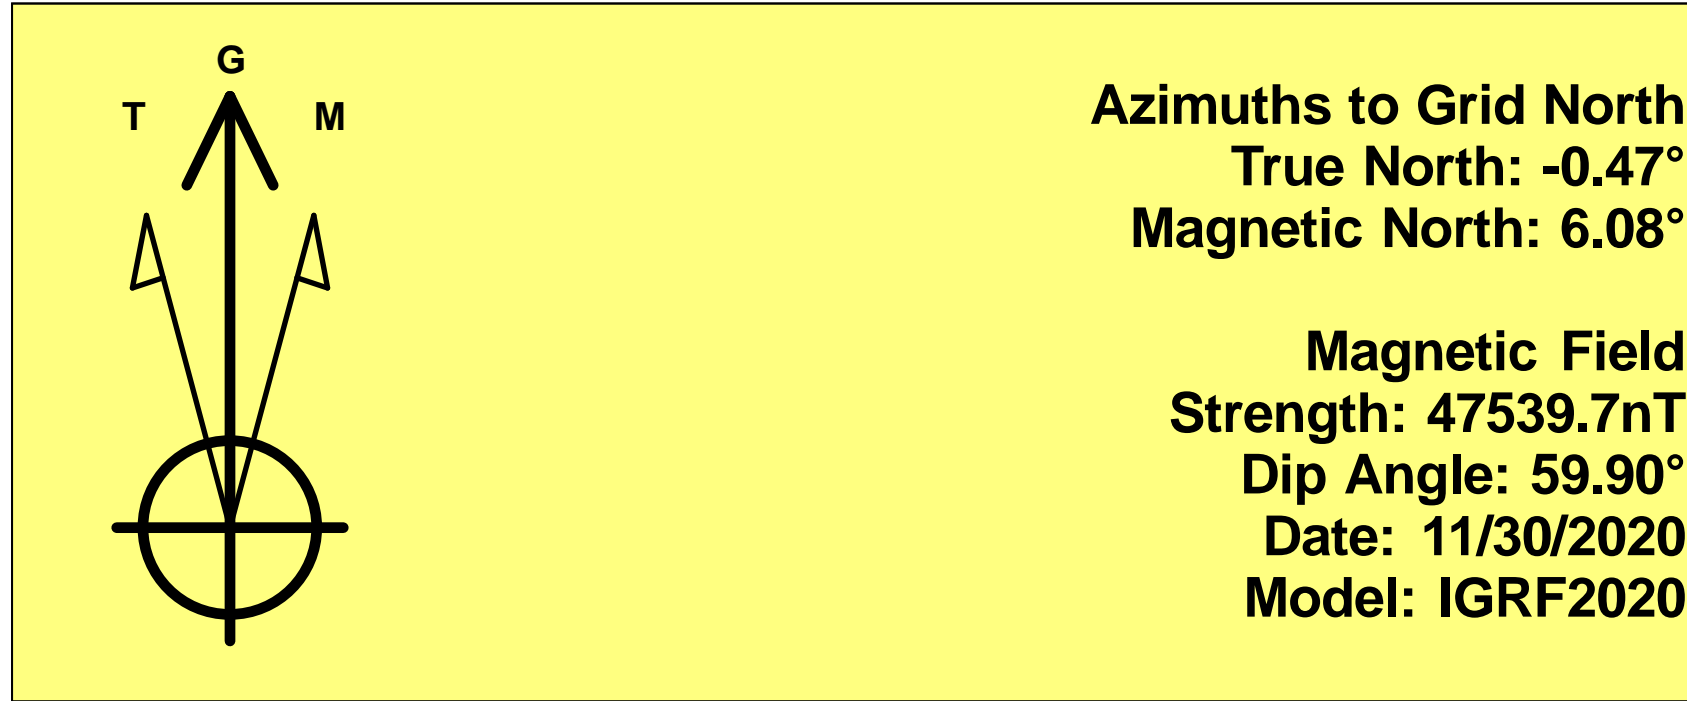 G
T M
Azimuths to Grid North
True North: -0.47°
Magnetic North: 6.08°
Magnetic Field
Strength: 47539.7nT
Dip Angle: 59.90°
Date: 11/30/2020
Model: IGRF2020